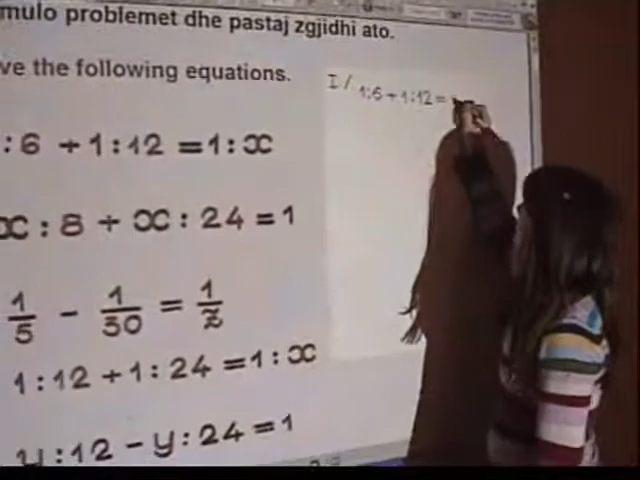 mulo problemet dhe pastaj zgjidhi ato.
ve the following equations.
I / 1:6 + 1:12 =
:6 + 1:12 = 1:x
x:8 + x:24 = 1
1/5 - 1/30 = 1/z
1:12 + 1:24 = 1:x
y:12 - y:24 = 1